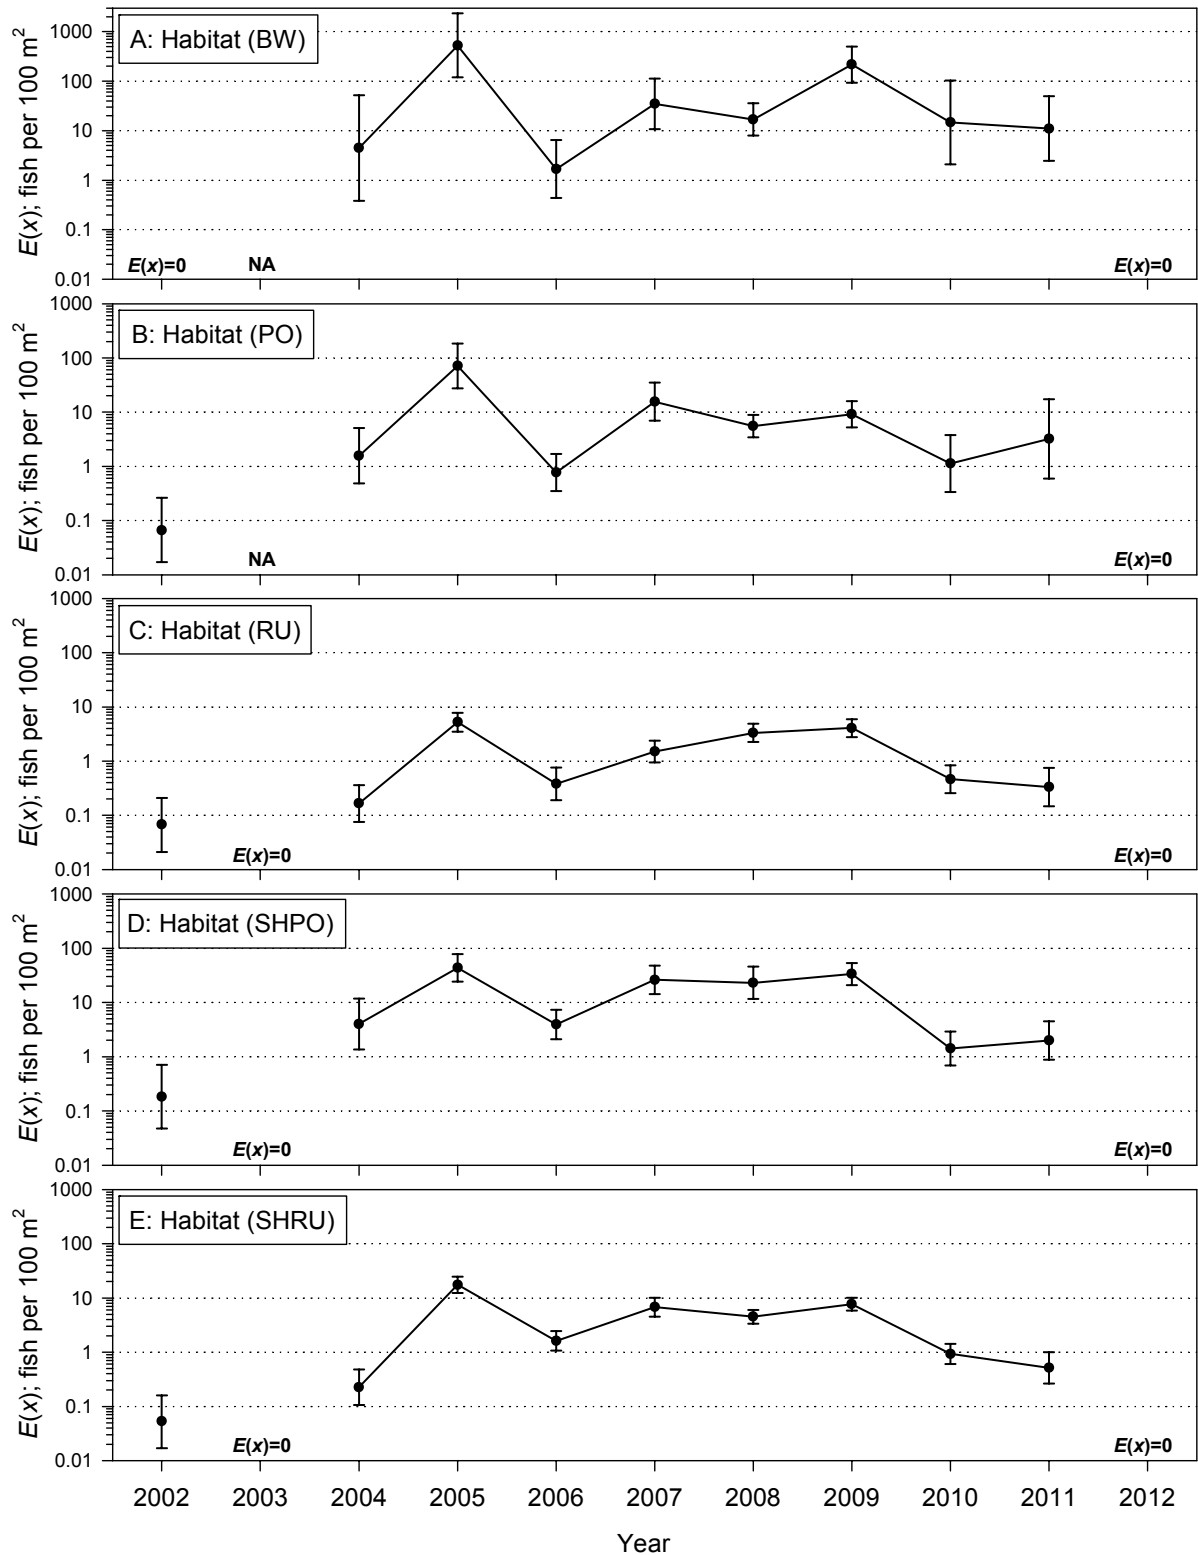 A: Habitat (BW)
E(x); fish per 100 m²
1000
100
10
1
0.1
0.01
E(x)=0 NA E(x)=0
B: Habitat (PO)
E(x); fish per 100 m²
1000
100
10
1
0.1
0.01
NA E(x)=0
C: Habitat (RU)
E(x); fish per 100 m²
1000
100
10
1
0.1
0.01
E(x)=0 E(x)=0
D: Habitat (SHPO)
E(x); fish per 100 m²
1000
100
10
1
0.1
0.01
E(x)=0 E(x)=0
E: Habitat (SHRU)
E(x); fish per 100 m²
1000
100
10
1
0.1
0.01
E(x)=0 E(x)=0
2002 2003 2004 2005 2006 2007 2008 2009 2010 2011 2012
Year